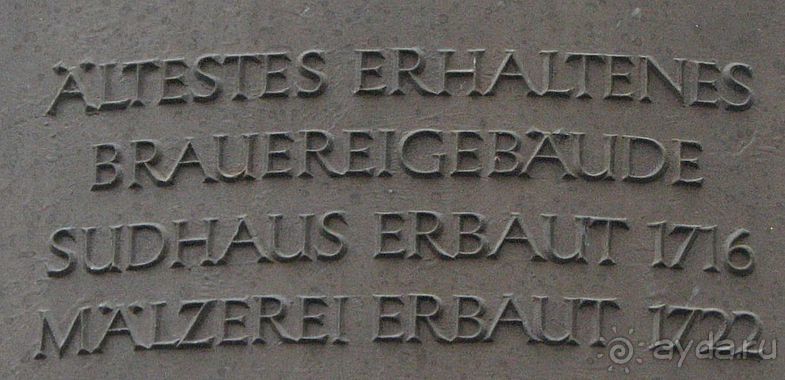 ÄLTESTES ERHALTENES
BRAUEREIGEBÄUDE
SUDHAUS ERBAUT 1716
MÄLZEREI ERBAUT 1722
ayda.ru